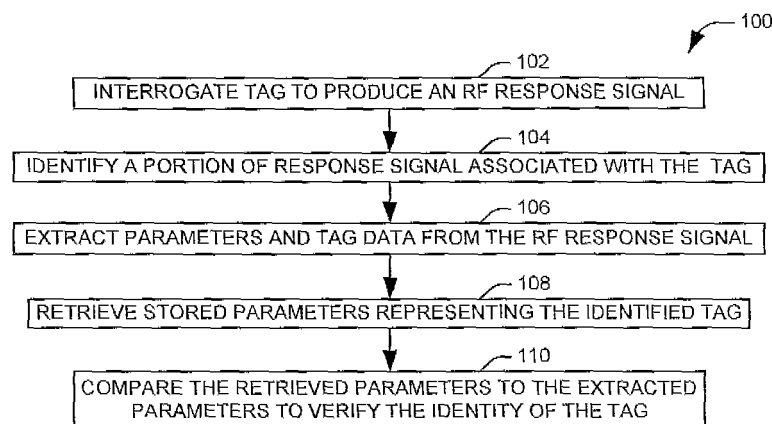 100
102
INTERROGATE TAG TO PRODUCE AN RF RESPONSE SIGNAL
104
IDENTIFY A PORTION OF RESPONSE SIGNAL ASSOCIATED WITH THE TAG
106
EXTRACT PARAMETERS AND TAG DATA FROM THE RF RESPONSE SIGNAL
108
RETRIEVE STORED PARAMETERS REPRESENTING THE IDENTIFIED TAG
110
COMPARE THE RETRIEVED PARAMETERS TO THE EXTRACTED
PARAMETERS TO VERIFY THE IDENTITY OF THE TAG